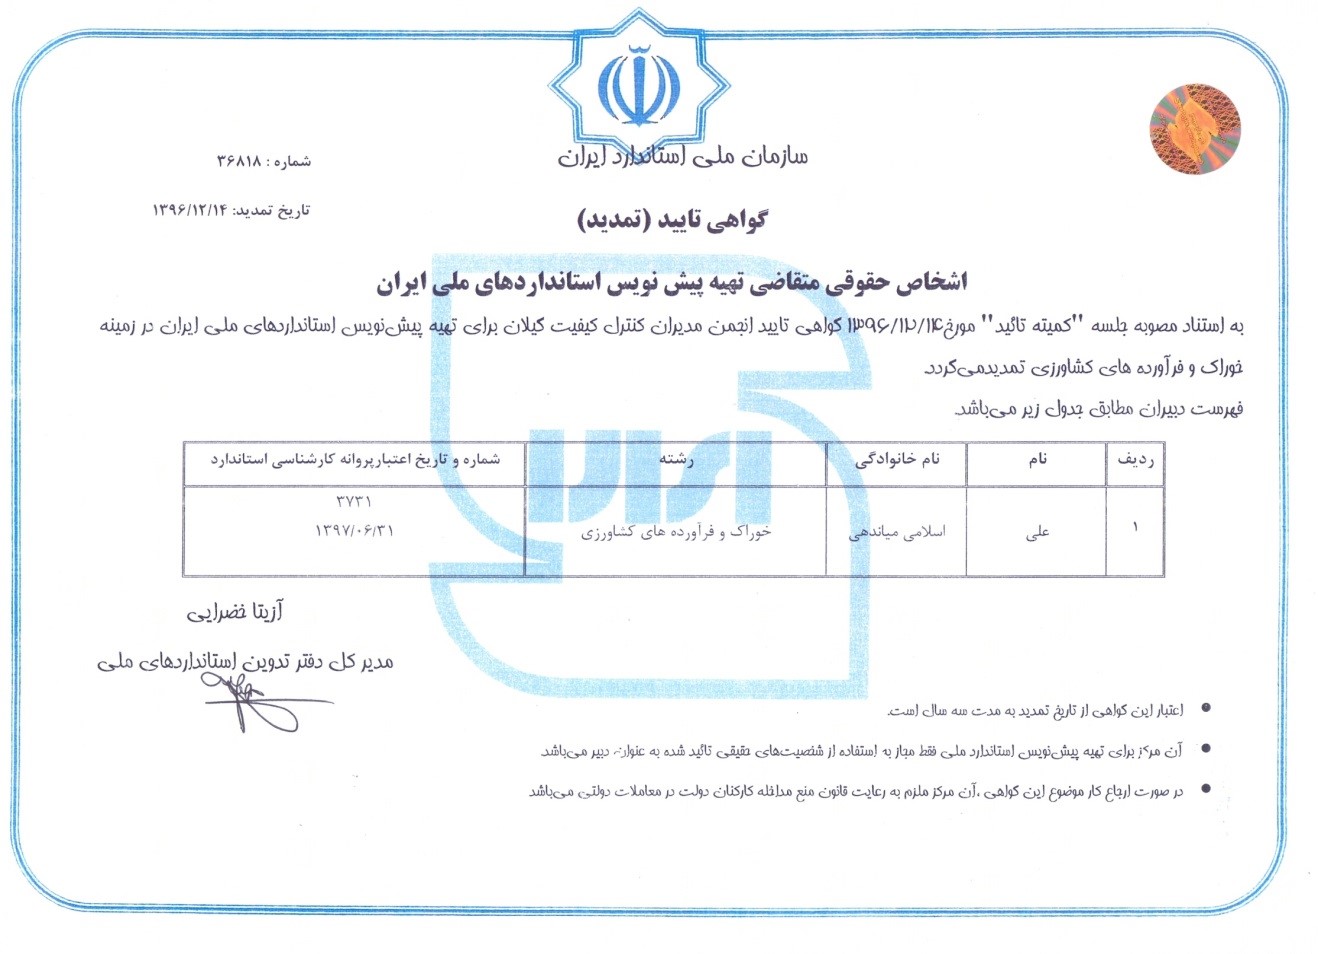 سازمان ملی استاندارد ایران
شماره : ۳۶۸۱۸
تاریخ تمدید: ۱۳۹۶/۱۲/۱۴
گواهی تایید (تمدید)
اشخاص حقوقی متقاضی تهیه پیش نویس استانداردهای ملی ایران
به استناد مصوبه جلسه "کمیته تائید" مورخ۱۳۹۶/۱۲/۱۴ گواهی تایید انجمن مدیران کنترل کیفیت گیلان برای تهیه پیش‌نویس استانداردهای ملی ایران در زمینه
خوراک و فرآورده های کشاورزی تمدیدمی‌گردد.
فهرست دبیران مطابق جدول زیر می‌باشد.
ردیف نام نام خانوادگی رشته شماره و تاریخ اعتبارپروانه کارشناسی استاندارد
۱ علی اسلامی میاندهی خوراک و فرآورده های کشاورزی ۳۷۳۱
۱۳۹۷/۰۶/۳۱
آزیتا خضرایی
مدیر کل دفتر تدوین استانداردهای ملی
اعتبار این گواهی از تاریخ تمدید به مدت سه سال است.
آن مرکز برای تهیه پیش‌نویس استاندارد ملی فقط مجاز به استفاده از شخصیت‌های حقیقی تائید شده به عنوان دبیر می‌باشد.
در صورت ارجاع کار موضوع این گواهی ،آن مرکز ملزم به رعایت قانون منع مداخله کارکنان دولت در معاملات دولتی می‌باشد